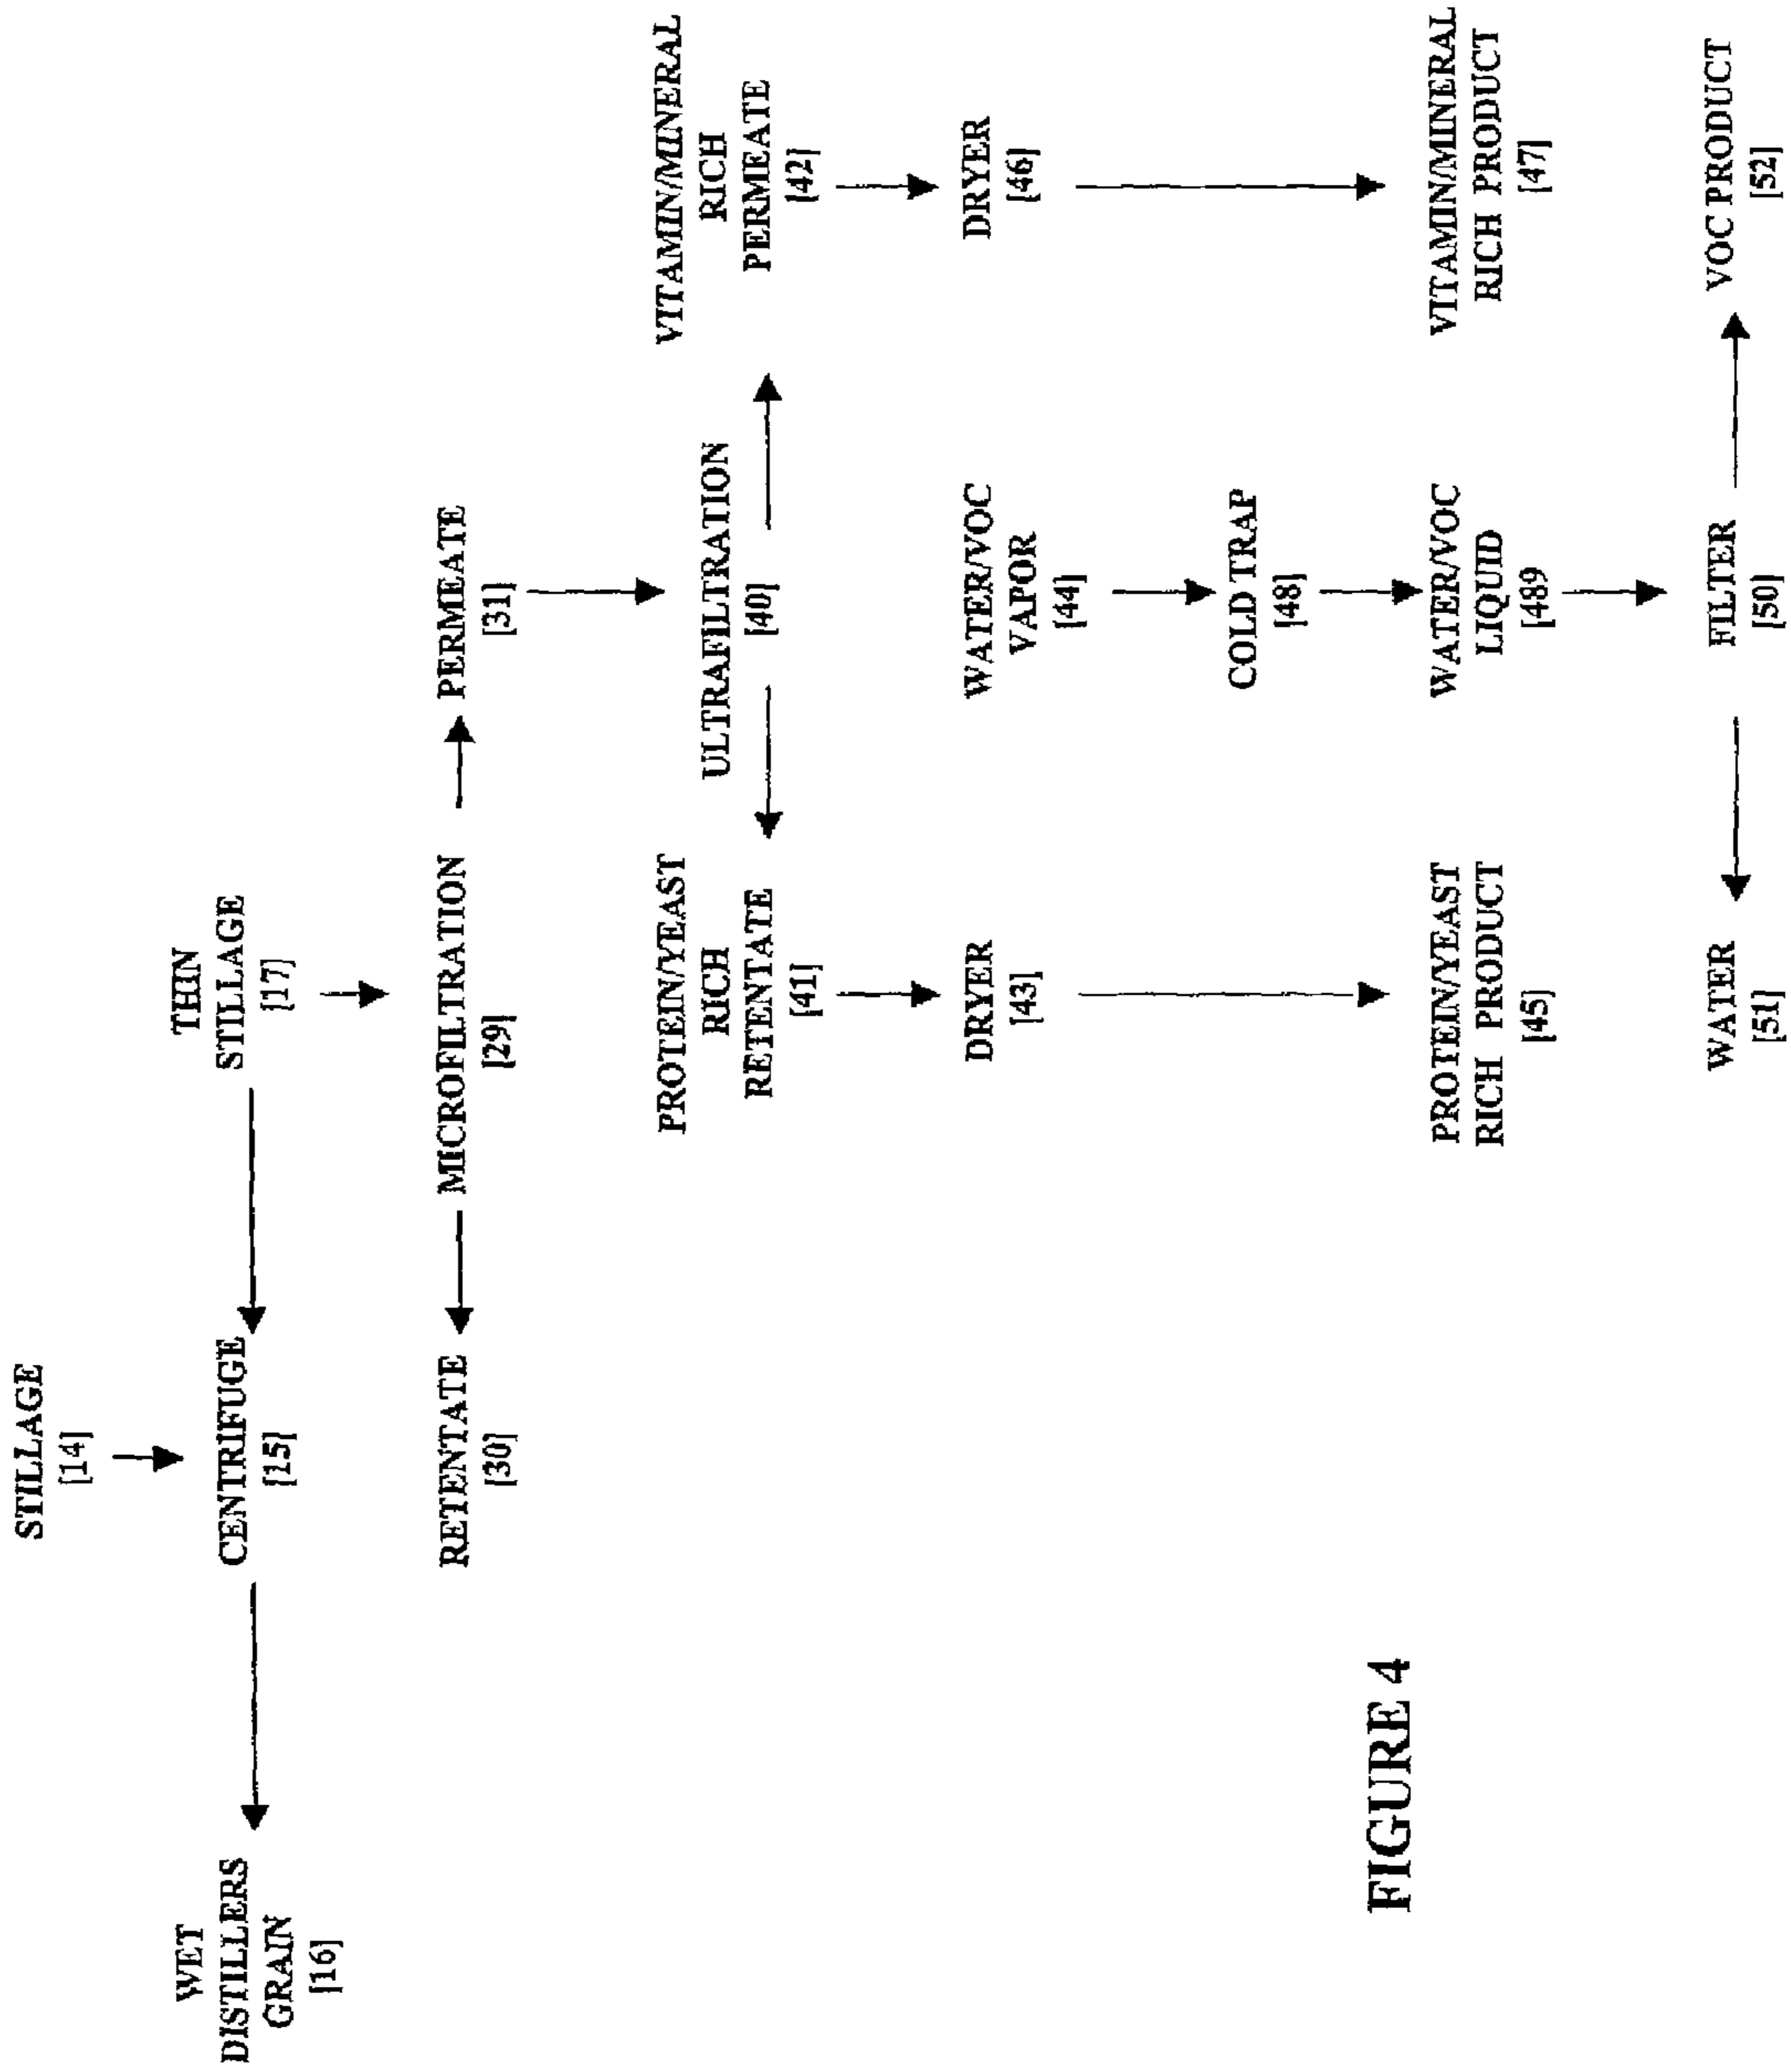 STILLAGE
[14]
WET
DISTILLERS
GRAIN
[16]
CENTRIFUGE
[15]
THIN
STILLAGE
[17]
RETENTATE
[30]
MICROFILTRATION
[29]
PERMEATE
[31]
PROTEIN/YEAST
RICH
RETENTATE
[41]
ULTRAFILTRATION
[40]
VITAMIN/MINERAL
RICH
PERMEATE
[42]
DRYER
[43]
WATER/VOC
VAPOR
[44]
DRYER
[46]
COLD TRAP
[48]
PROTEIN/YEAST
RICH PRODUCT
[45]
WATER/VOC
LIQUID
[489
VITAMIN/MINERAL
RICH PRODUCT
[47]
WATER
[51]
FILTER
[50]
VOC PRODUCT
[52]
FIGURE 4